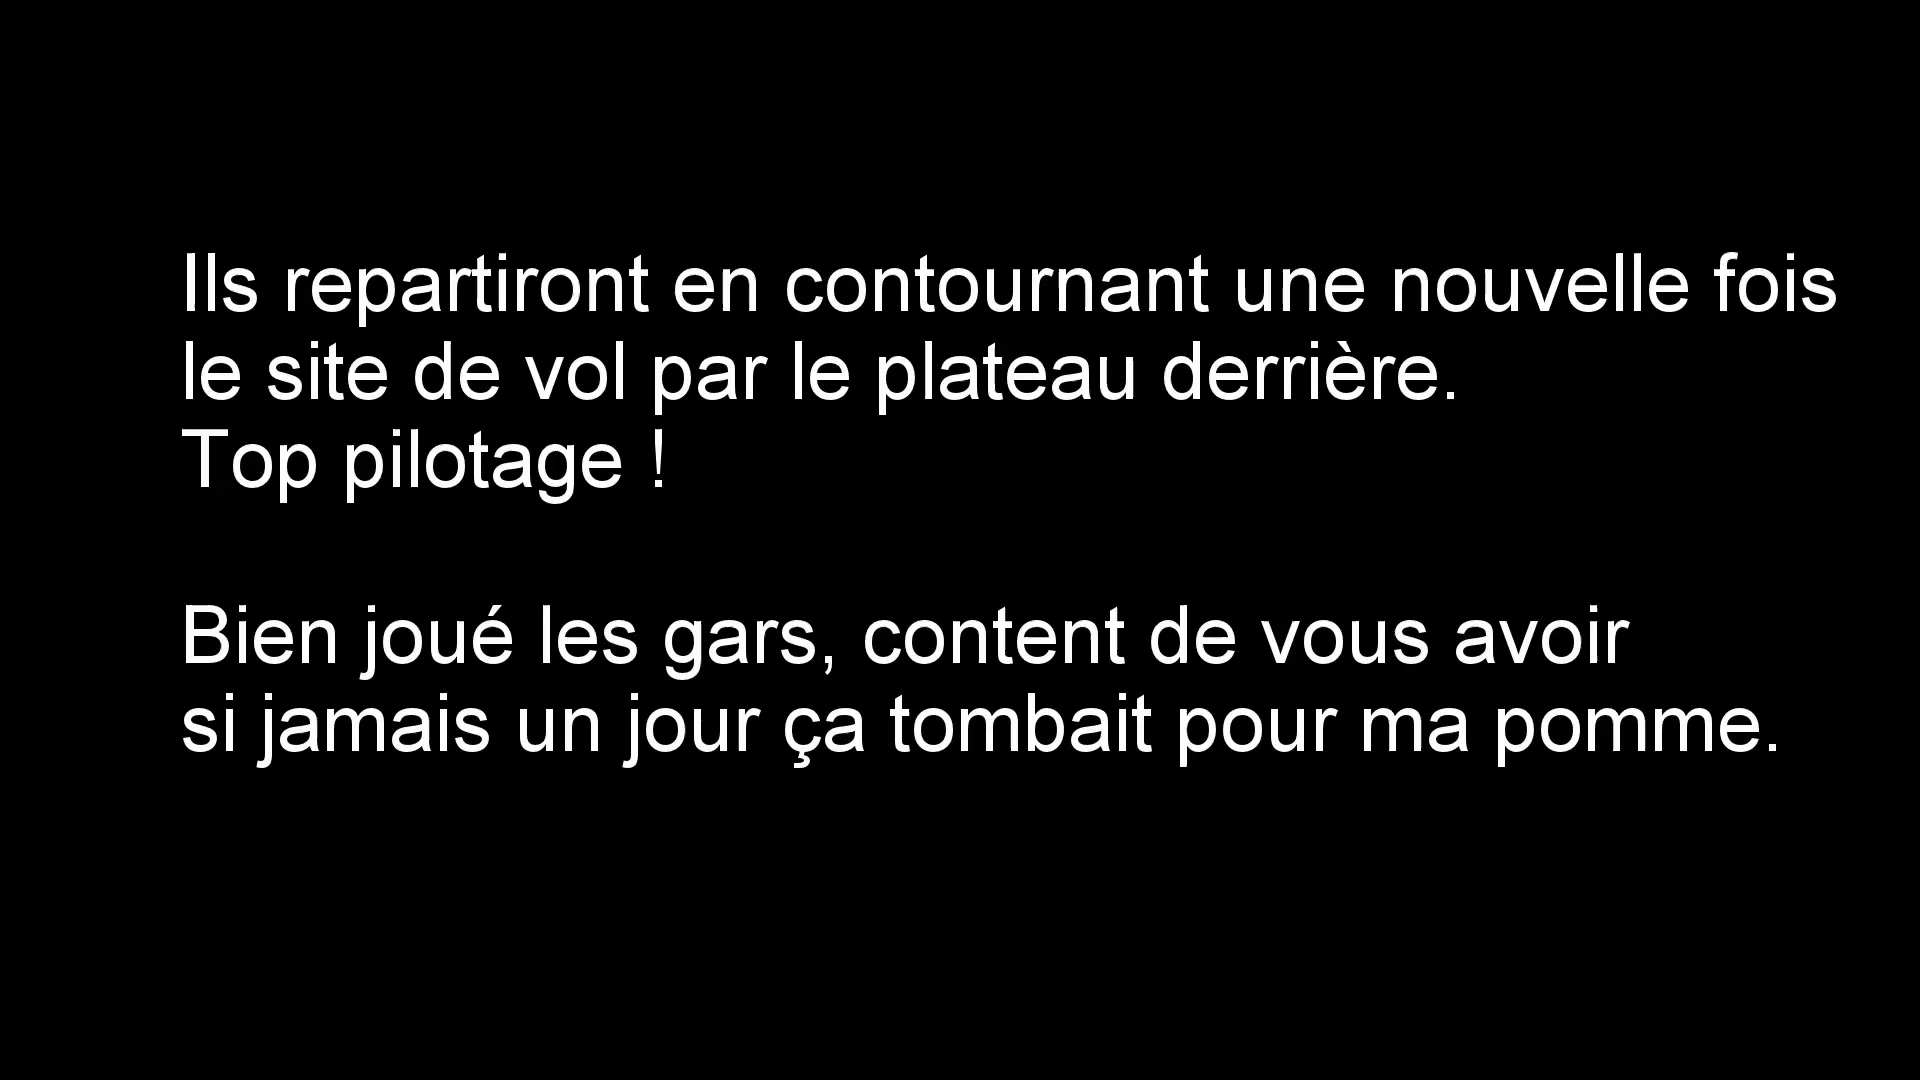 Ils repartiront en contournant une nouvelle fois
le site de vol par le plateau derrière.
Top pilotage !
Bien joué les gars, content de vous avoir
si jamais un jour ça tombait pour ma pomme.